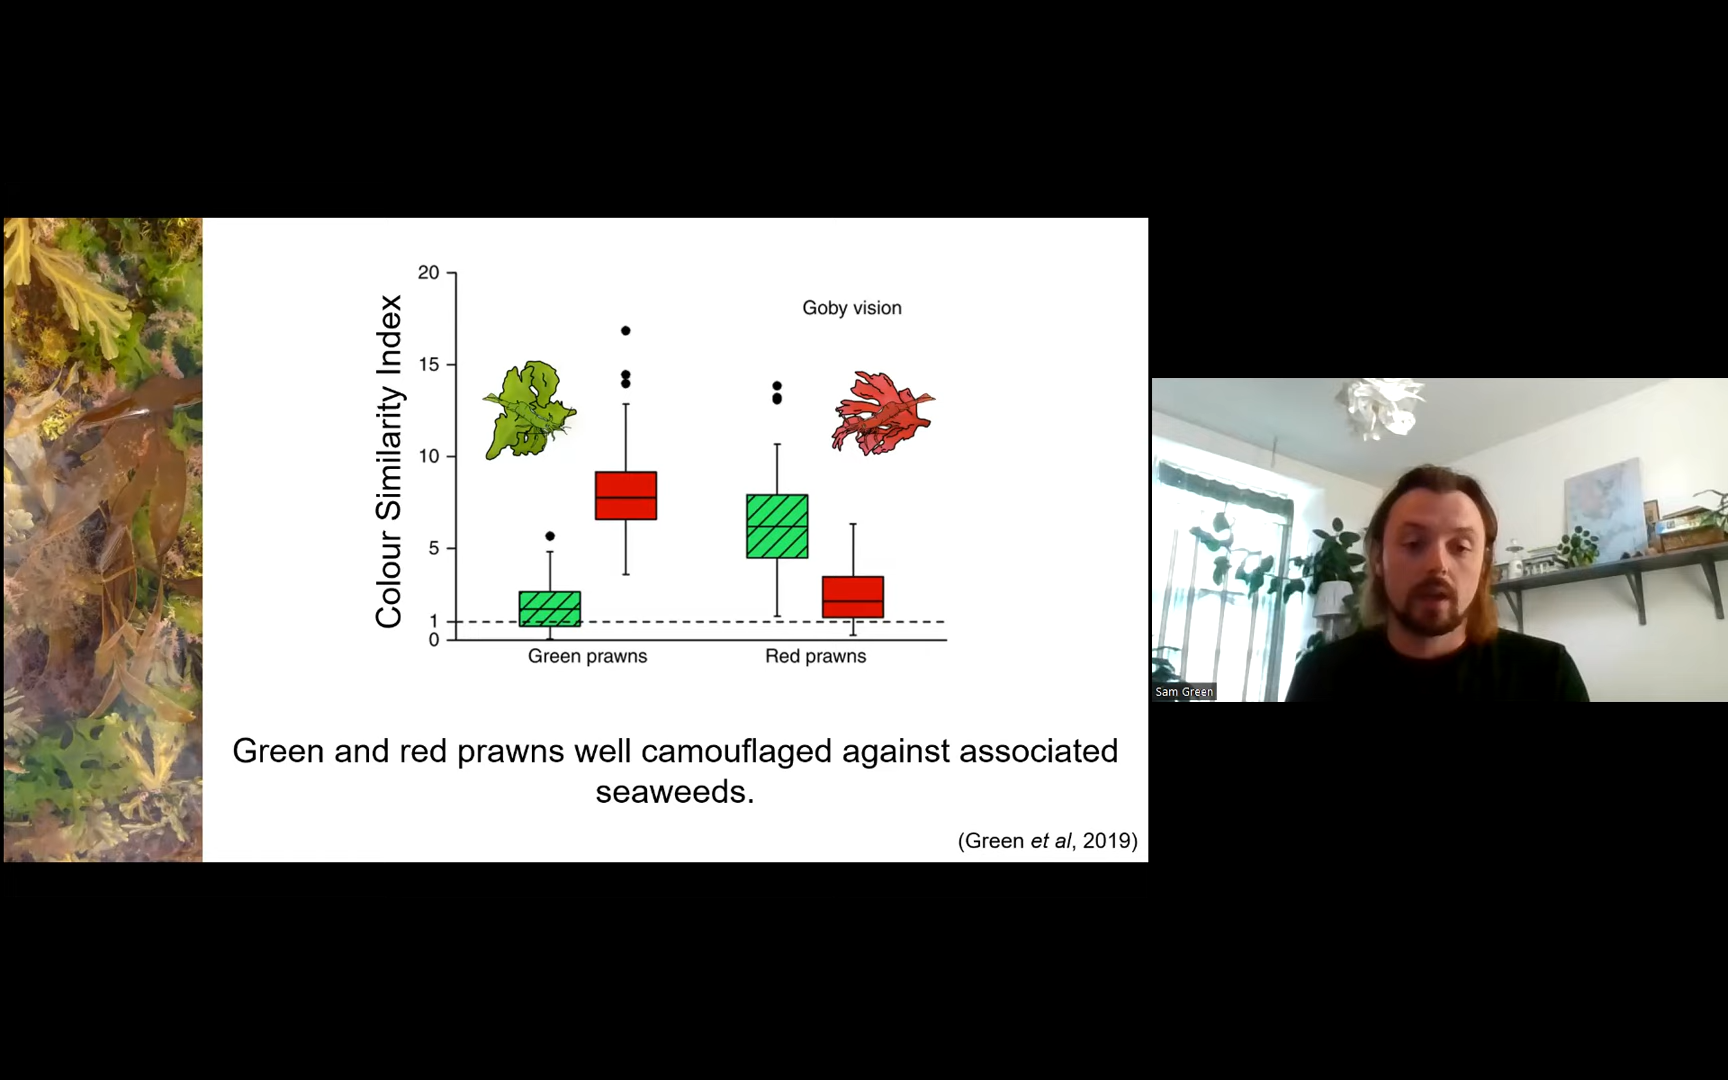 20
15
10
5
1
0
Colour Similarity Index
Goby vision
Green prawns
Red prawns
Green and red prawns well camouflaged against associated
seaweeds.
(Green et al, 2019)
Sam Green